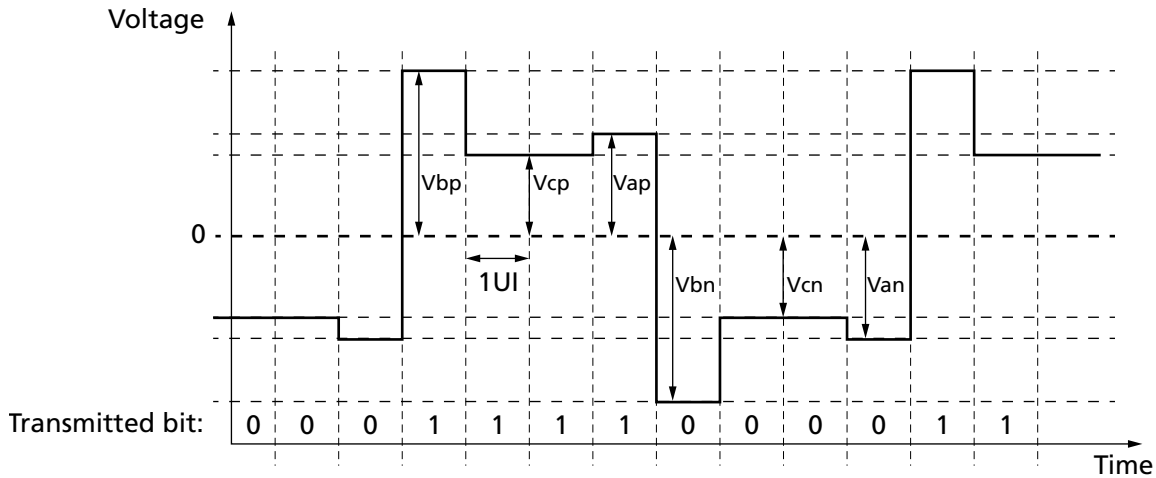 Voltage
Vbp
Vcp
Vap
0
1UI
Vbn
Vcn
Van
Transmitted bit: 0 0 0 1 1 1 1 0 0 0 0 1 1
Time